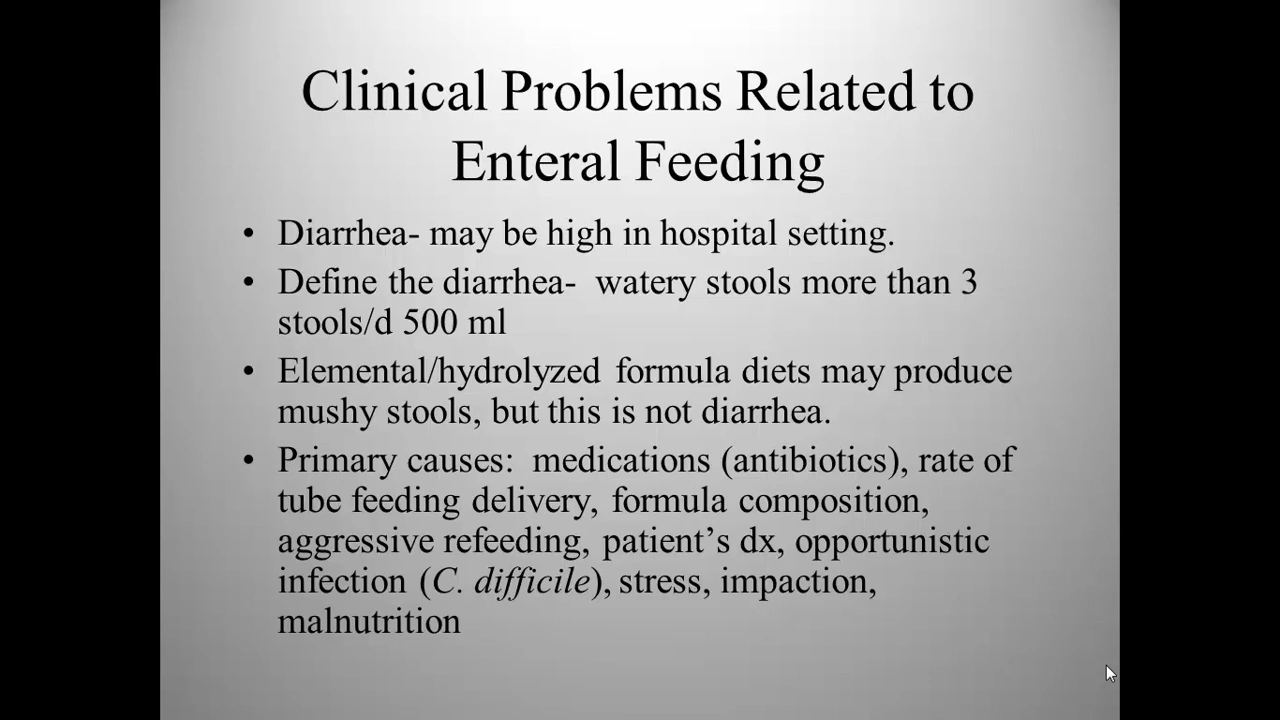 Clinical Problems Related to
Enteral Feeding
• Diarrhea- may be high in hospital setting.
• Define the diarrhea-  watery stools more than 3
stools/d 500 ml
• Elemental/hydrolyzed formula diets may produce
mushy stools, but this is not diarrhea.
• Primary causes:  medications (antibiotics), rate of
tube feeding delivery, formula composition,
aggressive refeeding, patient’s dx, opportunistic
infection (C. difficile), stress, impaction,
malnutrition